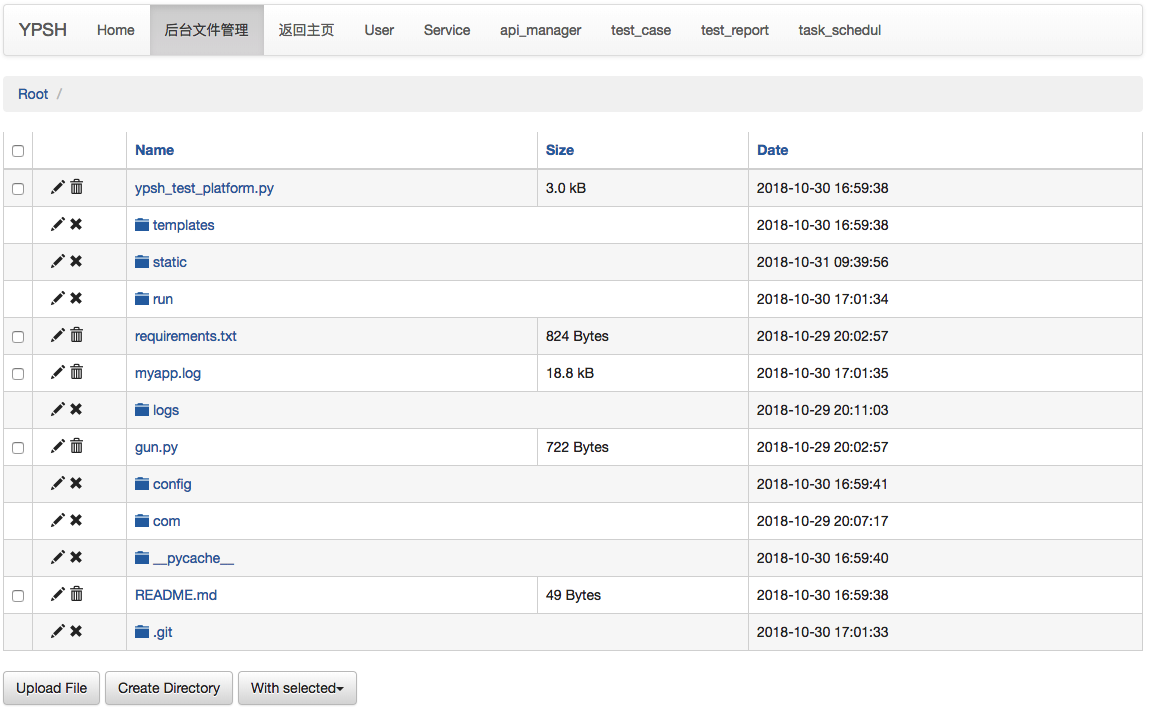 YPSH Home 后台文件管理 返回主页 User Service api_manager test_case test_report task_schedul
Root /
Name Size Date
ypsh_test_platform.py 3.0 kB 2018-10-30 16:59:38
templates 2018-10-30 16:59:38
static 2018-10-31 09:39:56
run 2018-10-30 17:01:34
requirements.txt 824 Bytes 2018-10-29 20:02:57
myapp.log 18.8 kB 2018-10-30 17:01:35
logs 2018-10-29 20:11:03
gun.py 722 Bytes 2018-10-29 20:02:57
config 2018-10-30 16:59:41
com 2018-10-29 20:07:17
__pycache__ 2018-10-30 16:59:40
README.md 49 Bytes 2018-10-30 16:59:38
.git 2018-10-30 17:01:33
Upload File Create Directory With selected